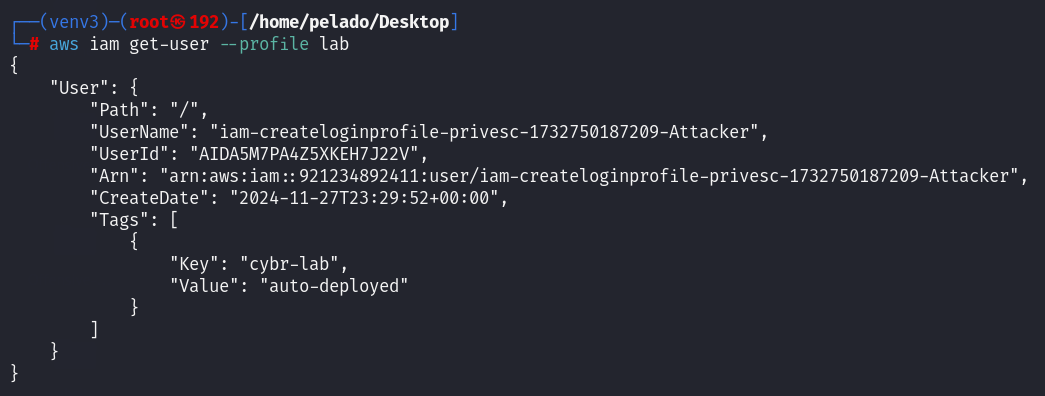 ┌──(venv3)─(root㉿192)-[/home/pelado/Desktop]
└─# aws iam get-user --profile lab
{
    "User": {
        "Path": "/",
        "UserName": "iam-createloginprofile-privesc-1732750187209-Attacker",
        "UserId": "AIDA5M7PA4Z5XKEH7J22V",
        "Arn": "arn:aws:iam::921234892411:user/iam-createloginprofile-privesc-1732750187209-Attacker",
        "CreateDate": "2024-11-27T23:29:52+00:00",
        "Tags": [
            {
                "Key": "cybr-lab",
                "Value": "auto-deployed"
            }
        ]
    }
}